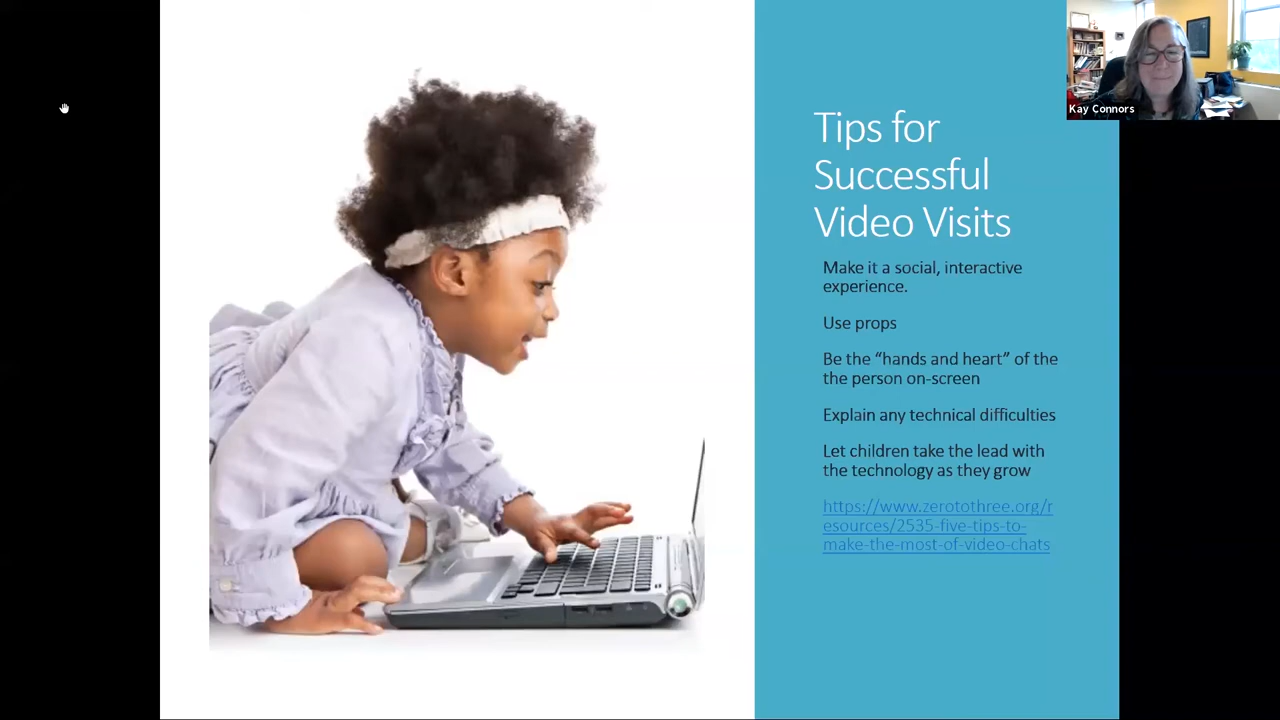 Kay Connors
Tips for
Successful
Video Visits
Make it a social, interactive
experience.
Use props
Be the “hands and heart” of the
the person on-screen
Explain any technical difficulties
Let children take the lead with
the technology as they grow
https://www.zerotothree.org/r
esources/2535-five-tips-to-
make-the-most-of-video-chats